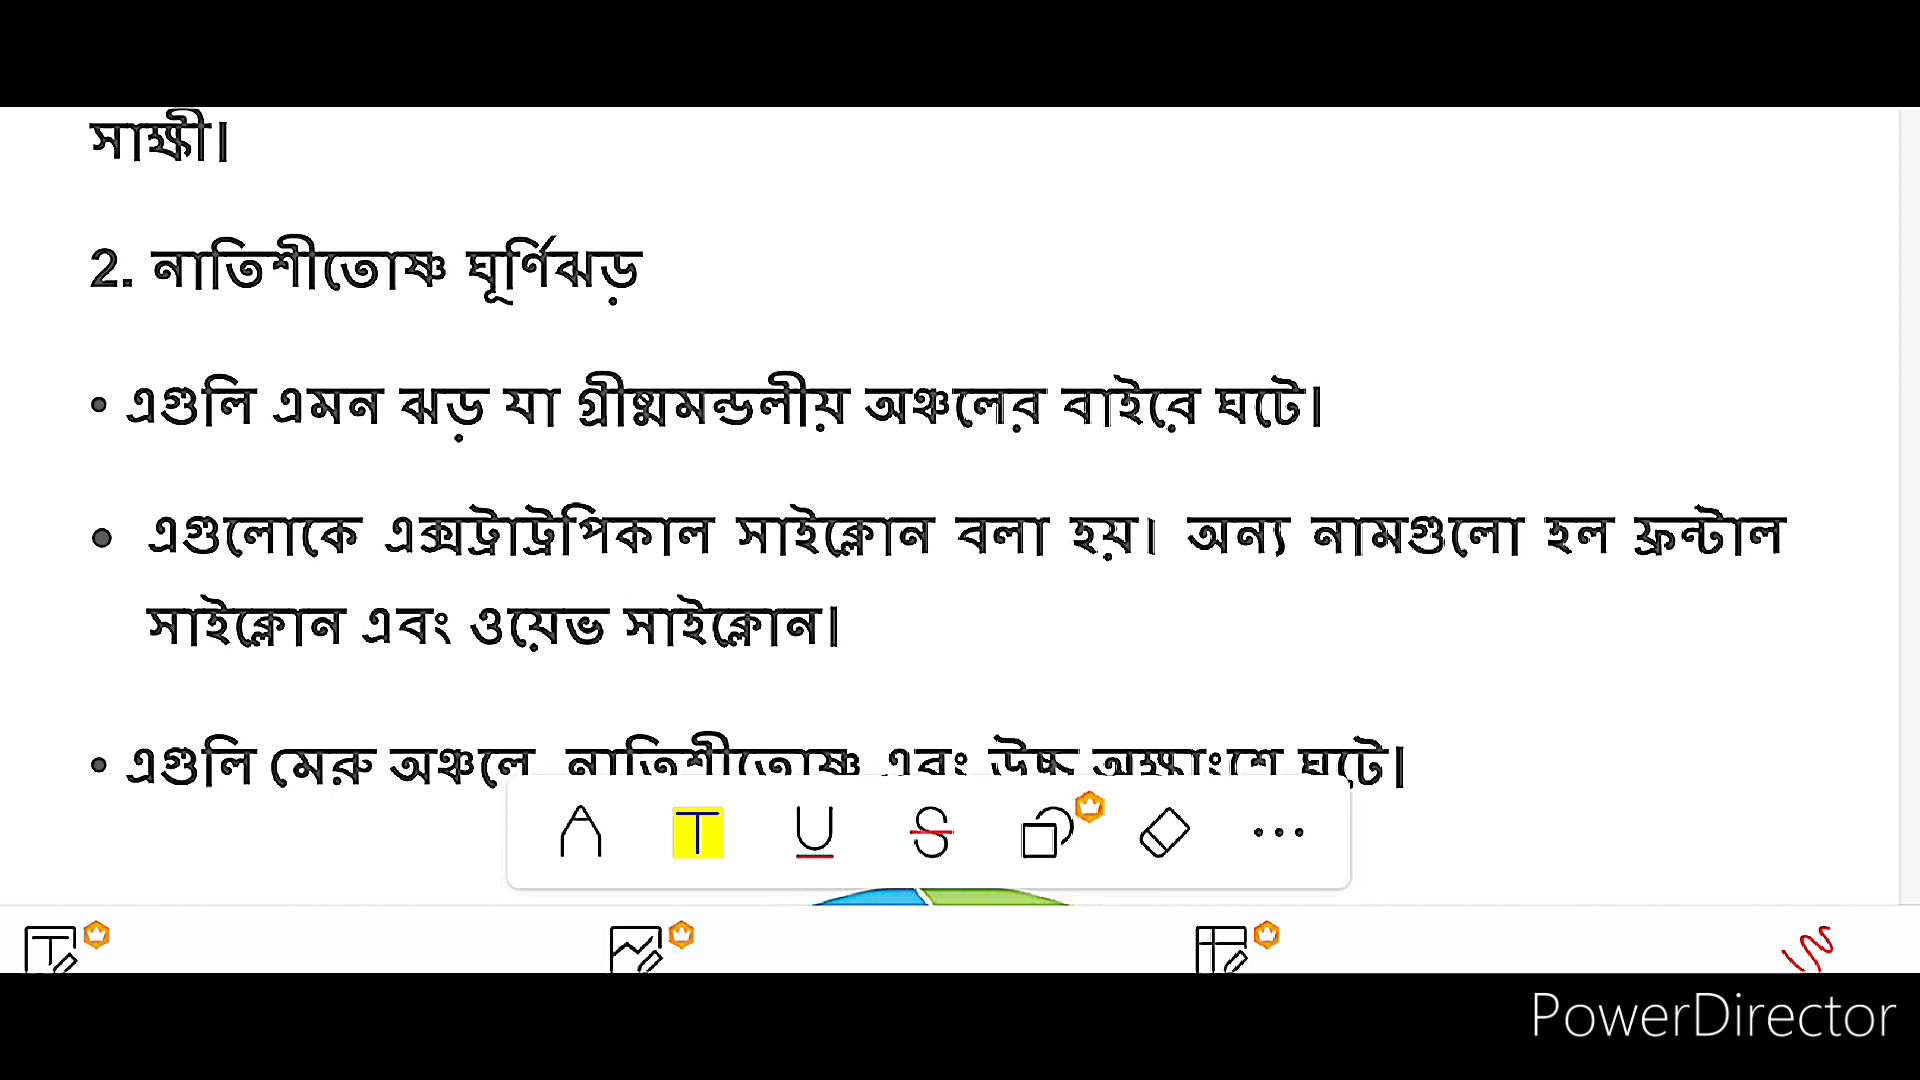 সাক্ষী।
2. নাতিশীতোষ্ণ ঘূর্ণিঝড়
• এগুলি এমন ঝড় যা গ্রীষ্মমন্ডলীয় অঞ্চলের বাইরে ঘটে।
• এগুলোকে এক্সট্রাট্রপিকাল সাইক্লোন বলা হয়। অন্য নামগুলো হল ফ্রন্টাল
সাইক্লোন এবং ওয়েভ সাইক্লোন।
• এগুলি মেরু অঞ্চলে, নাতিশীতোষ্ণ এবং উচ্চ অক্ষাংশে ঘটে।
PowerDirector